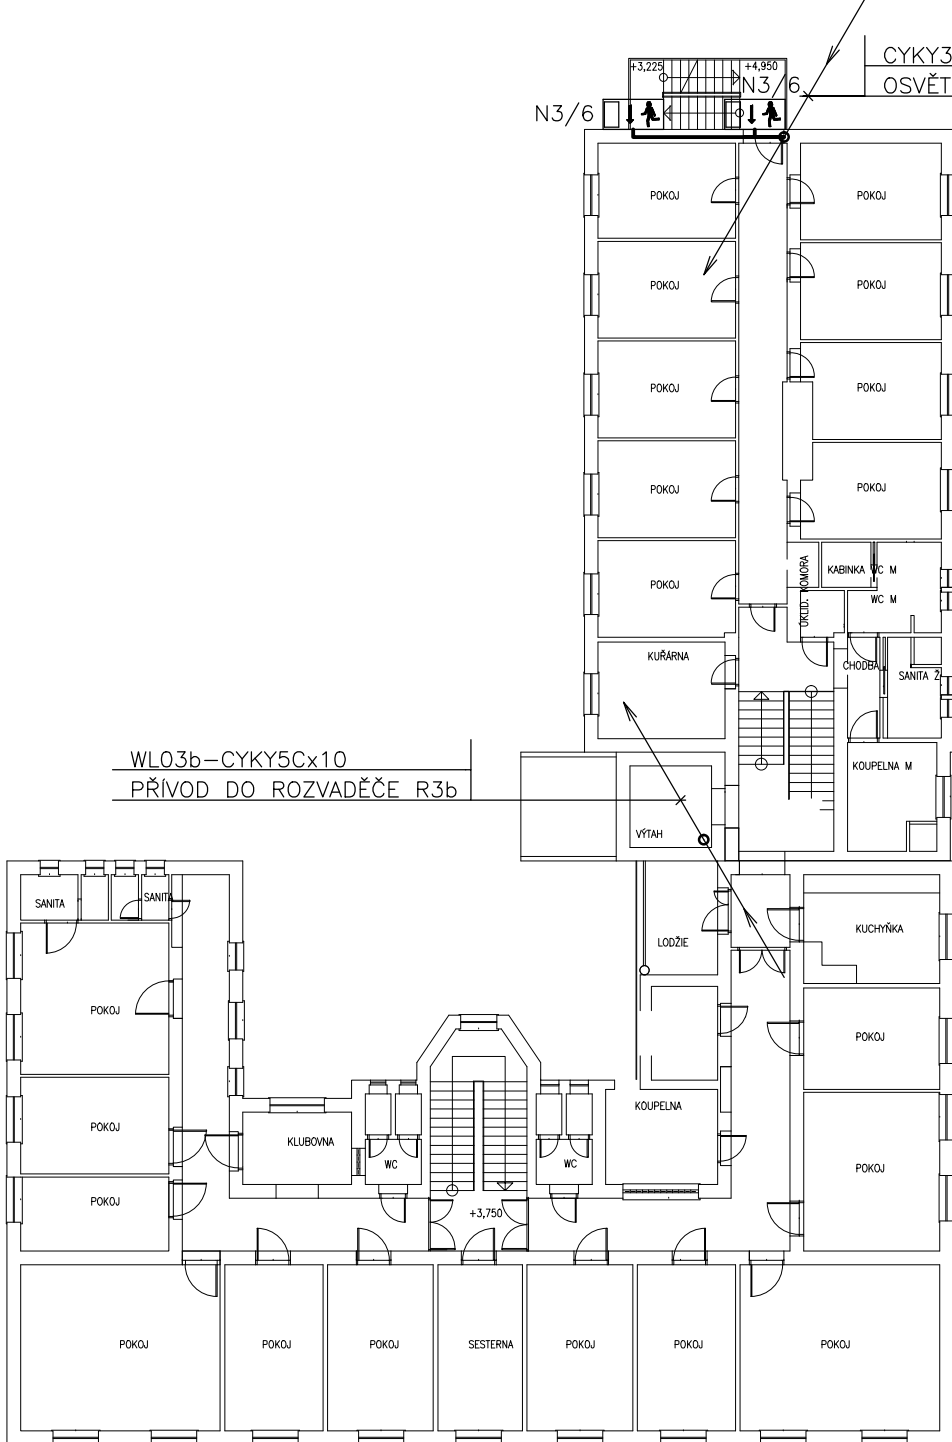 CYKY3
OSVĚT
+3,225
+4,950
N3/6
N3/6
POKOJ
POKOJ
POKOJ
POKOJ
POKOJ
POKOJ
POKOJ
POKOJ
POKOJ
ÚKLID. KOMORA
KABINKA
WC M
WC M
KUŘÁRNA
CHODBA
SANITA Ž
WLO3b-CYKY5Cx10
PŘÍVOD DO ROZVADĚČE R3b
KOUPELNA M
VÝTAH
SANITA
SANITA
LODŽIE
KUCHYŇKA
POKOJ
POKOJ
POKOJ
KLUBOVNA
KOUPELNA
WC
WC
POKOJ
POKOJ
+3,750
POKOJ
POKOJ
POKOJ
SESTERNA
POKOJ
POKOJ
POKOJ